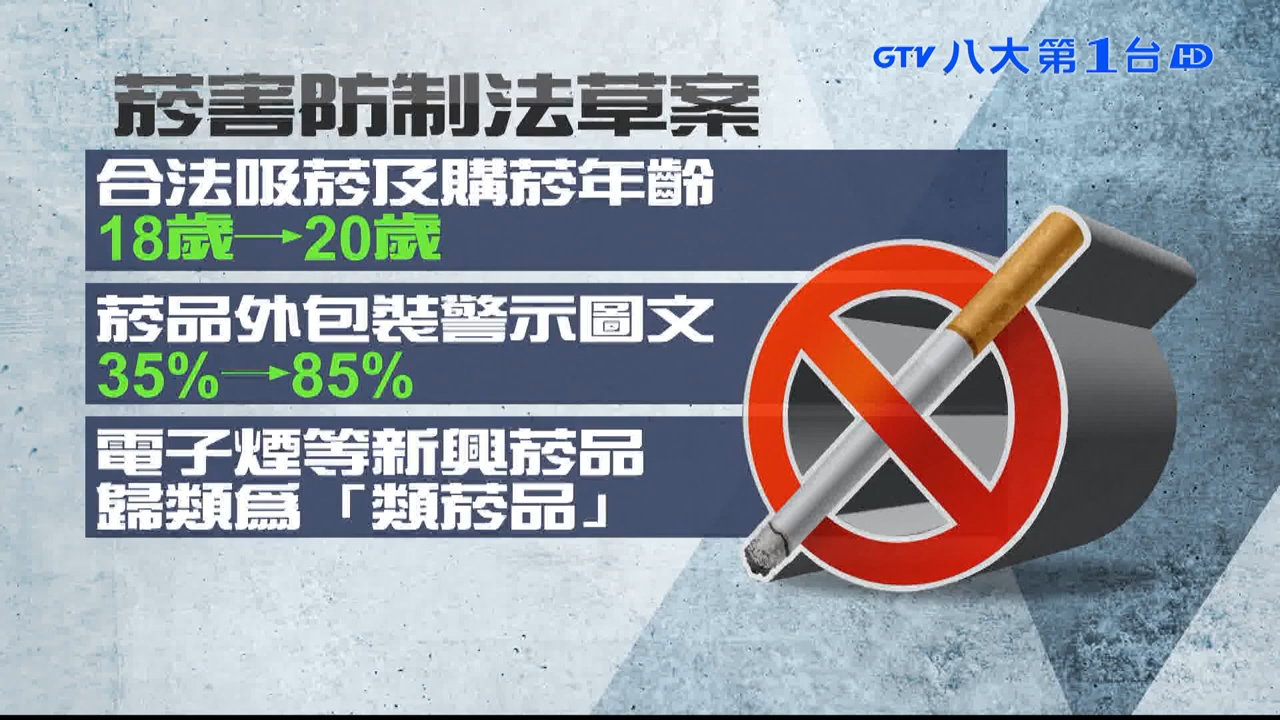 GTV 八大第1台 HD
菸害防制法草案
合法吸菸及購菸年齡
18歲→20歲
菸品外包裝警示圖文
35%→85%
電子煙等新興菸品
歸類為「類菸品」